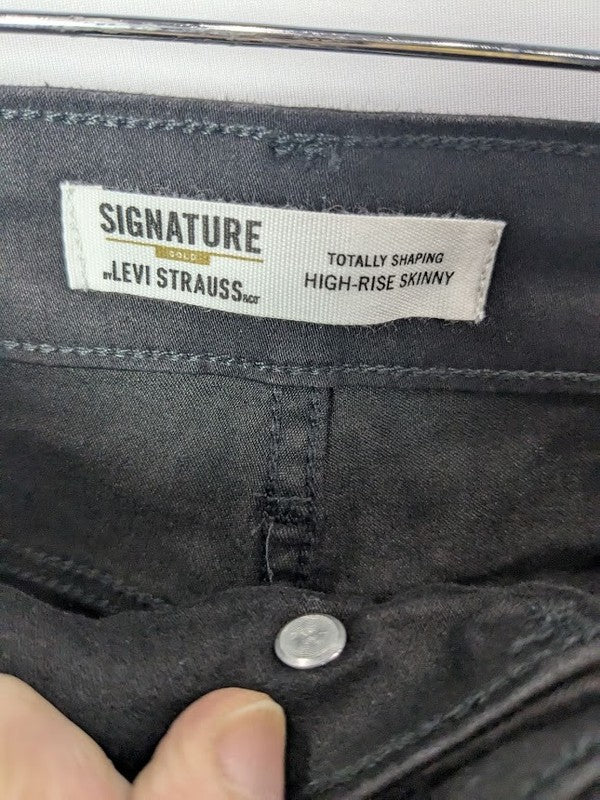 SIGNATURE
GOLD
BY LEVI STRAUSS & CO
TOTALLY SHAPING
HIGH-RISE SKINNY